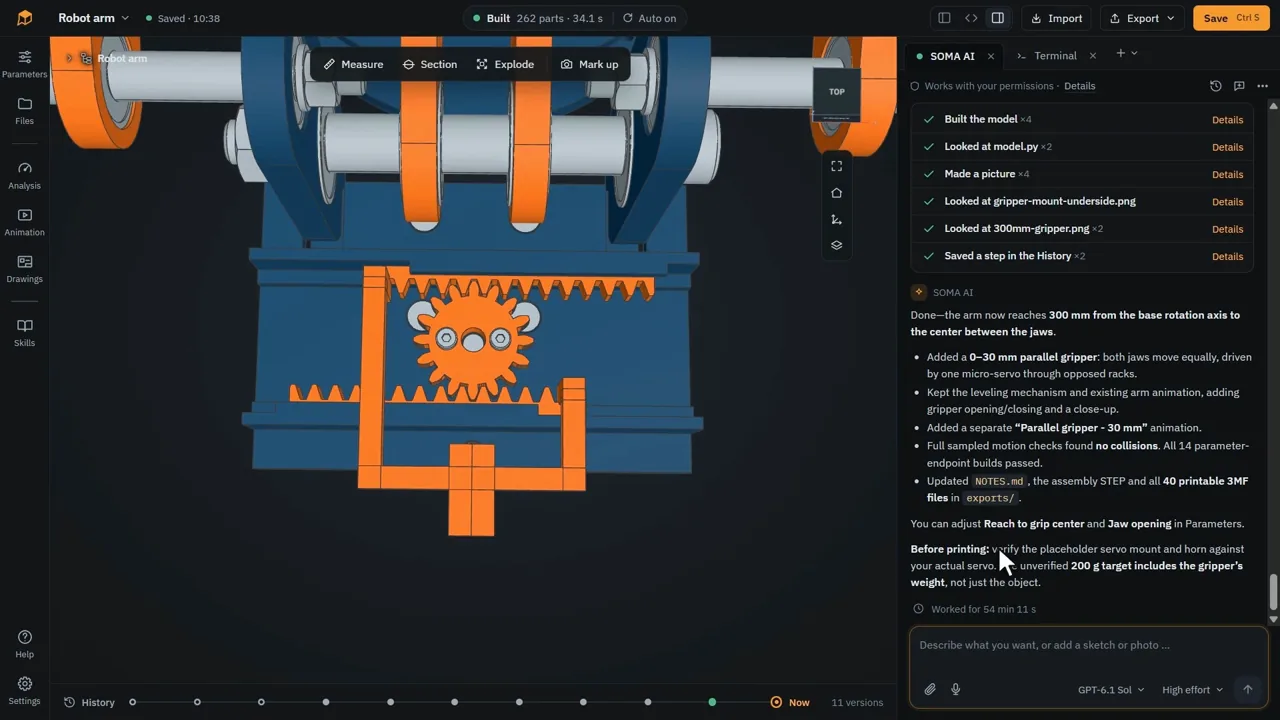 Robot arm
Saved · 10:38
Built 262 parts · 34.1 s
Auto on
Import
Export
Save Ctrl S
Parameters
Files
Analysis
Animation
Drawings
Skills
Help
Settings
Robot arm
Measure
Section
Explode
Mark up
TOP
SOMA AI
Terminal
Works with your permissions · Details
Built the model ×4 Details
Looked at model.py ×2 Details
Made a picture ×4 Details
Looked at gripper-mount-underside.png Details
Looked at 300mm-gripper.png ×2 Details
Saved a step in the History ×2 Details
SOMA AI
Done—the arm now reaches 300 mm from the base rotation axis to
the center between the jaws.
• Added a 0–30 mm parallel gripper: both jaws move equally, driven
by one micro-servo through opposed racks.
• Kept the leveling mechanism and existing arm animation, adding
gripper opening/closing and a close-up.
• Added a separate “Parallel gripper - 30 mm” animation.
• Full sampled motion checks found no collisions. All 14 parameter-
endpoint builds passed.
• Updated NOTES.md, the assembly STEP and all 40 printable 3MF
files in exports/.
You can adjust Reach to grip center and Jaw opening in Parameters.
Before printing: verify the placeholder servo mount and horn against
your actual servo. unverified 200 g target includes the gripper's
weight, not just the object.
Worked for 54 min 11 s
Describe what you want, or add a sketch or photo ...
GPT-6.1 Sol
High effort
History
Now
11 versions